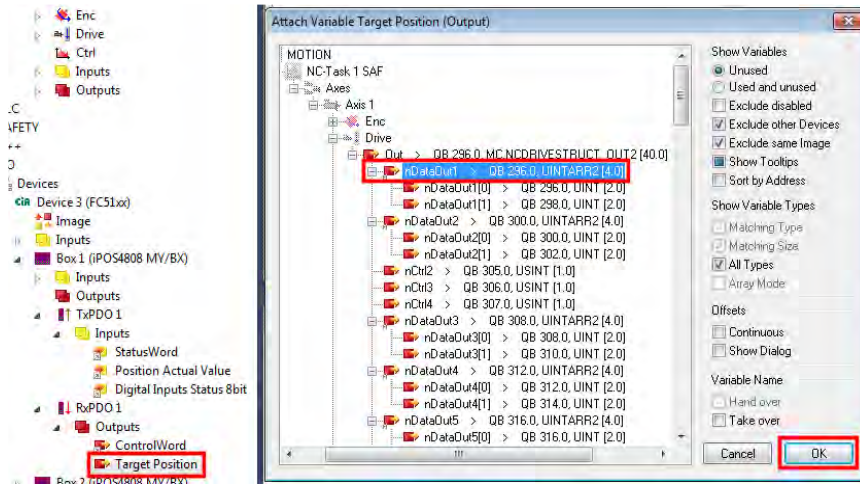 Enc
Drive
Ctrl
Inputs
Outputs
LC
AFETY
++
Devices
Device 3 (FC51xx)
Image
Inputs
Box 1 (iPOS4808 MY/BX)
Inputs
Outputs
TxPDO 1
Inputs
StatusWord
Position Actual Value
Digital Inputs Status 8bit
RxPDO 1
Outputs
ControlWord
Target Position
Box 2 (iPOS4808 MY/BX)
Attach Variable Target Position (Output)
MOTION
NC-Task 1 SAF
Axes
Axis 1
Enc
Drive
Out > QB 296.0, MC.NCDRIVESTRUCT_OUT2 [40.0]
nDataOut1 > QB 296.0, UINTARR2 [4.0]
nDataOut1[0] > QB 296.0, UINT [2.0]
nDataOut1[1] > QB 298.0, UINT [2.0]
nDataOut2 > QB 300.0, UINTARR2 [4.0]
nDataOut2[0] > QB 300.0, UINT [2.0]
nDataOut2[1] > QB 302.0, UINT [2.0]
nCtrl2 > QB 305.0, USINT [1.0]
nCtrl3 > QB 306.0, USINT [1.0]
nCtrl4 > QB 307.0, USINT [1.0]
nDataOut3 > QB 308.0, UINTARR2 [4.0]
nDataOut3[0] > QB 308.0, UINT [2.0]
nDataOut3[1] > QB 310.0, UINT [2.0]
nDataOut4 > QB 312.0, UINTARR2 [4.0]
nDataOut4[0] > QB 312.0, UINT [2.0]
nDataOut4[1] > QB 314.0, UINT [2.0]
nDataOut5 > QB 316.0, UINTARR2 [4.0]
nDataOut5[0] > QB 316.0, UINT [2.0]
Show Variables
Unused
Used and unused
Exclude disabled
Exclude other Devices
Exclude same Image
Show Tooltips
Sort by Address
Show Variable Types
Matching Type
Matching Size
All Types
Array Mode
Offsets
Continuous
Show Dialog
Variable Name
Hand over
Take over
Cancel
OK